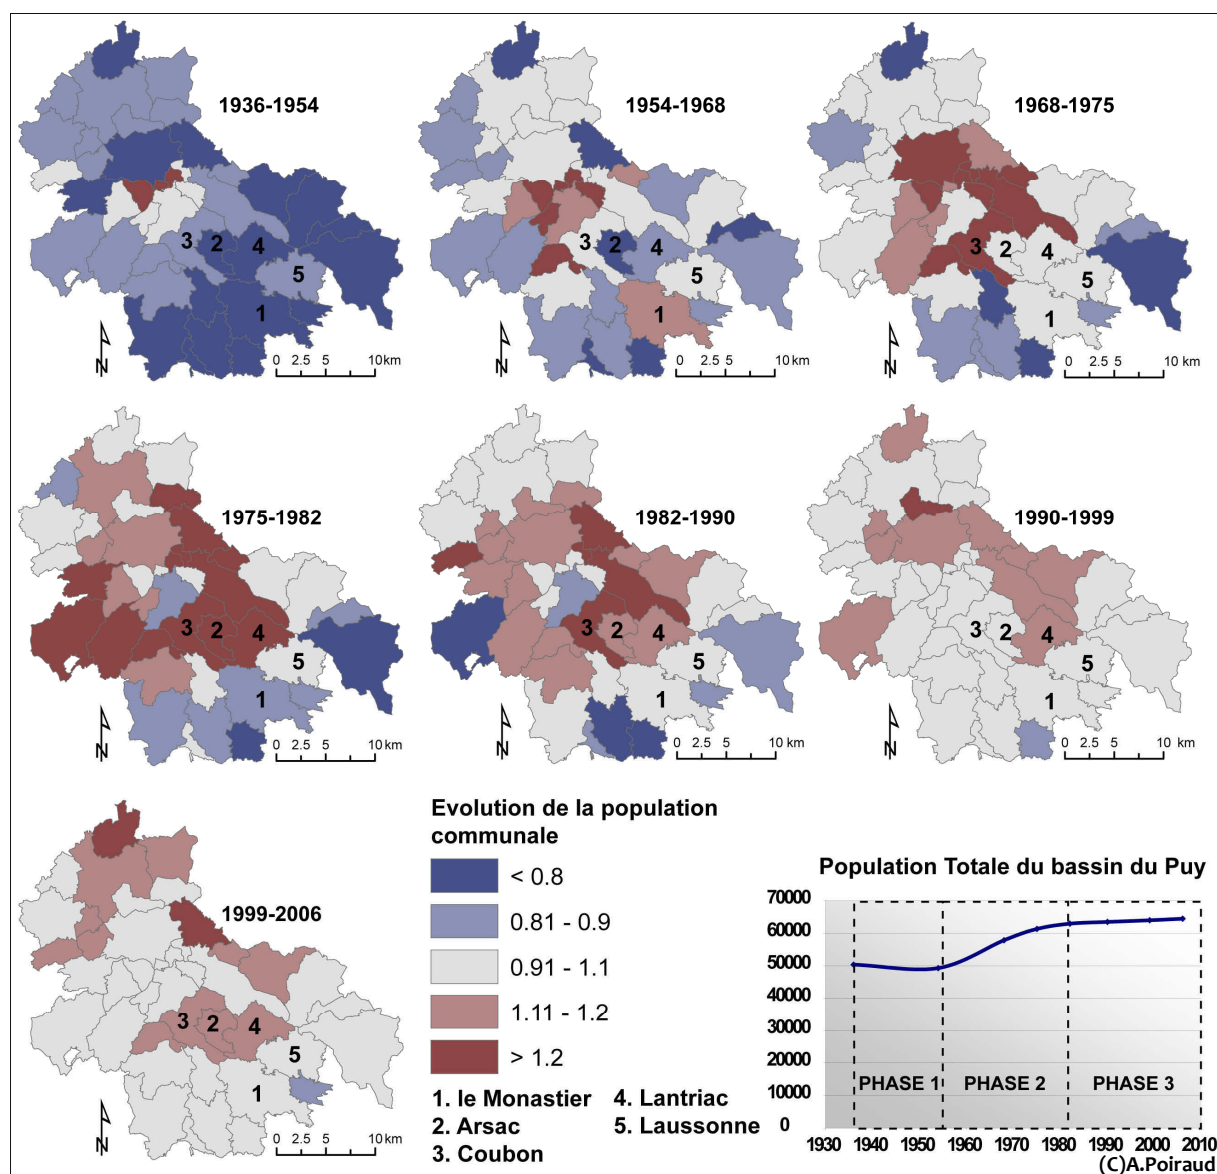 1936-1954
3 2 4
5
1
N
0 2.5 5 10 km
1954-1968
3 2 4
5
1
N
0 2.5 5 10 km
1968-1975
3 2 4
5
1
N
0 2.5 5 10 km
1975-1982
3 2 4
5
1
N
0 2.5 5 10 km
1982-1990
3 2 4
5
1
N
0 2.5 5 10 km
1990-1999
3 2 4
5
1
N
0 2.5 5 10 km
1999-2006
3 2 4
5
1
N
0 2.5 5 10 km
Evolution de la population
communale
< 0.8
0.81 - 0.9
0.91 - 1.1
1.11 - 1.2
> 1.2
1. le Monastier
2. Arsac
3. Coubon
4. Lantriac
5. Laussonne
Population Totale du bassin du Puy
70000
60000
50000
40000
30000
20000
10000
0
PHASE 1 PHASE 2 PHASE 3
1930 1940 1950 1960 1970 1980 1990 2000 2010
(C)A.Poiraud